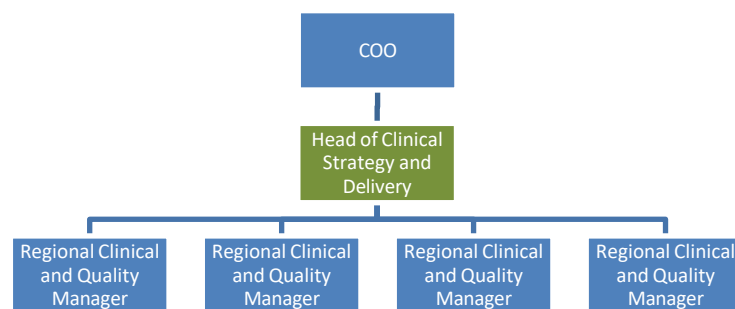 COO
Head of Clinical
Strategy and
Delivery
Regional Clinical
and Quality
Manager
Regional Clinical
and Quality
Manager
Regional Clinical
and Quality
Manager
Regional Clinical
and Quality
Manager